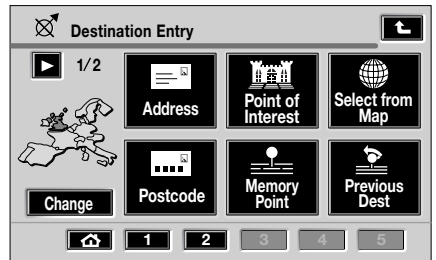 Destination Entry
1/2
Address
Point of
Interest
Select from
Map
Postcode
Memory
Point
Previous
Dest
Change
1 2 3 4 5